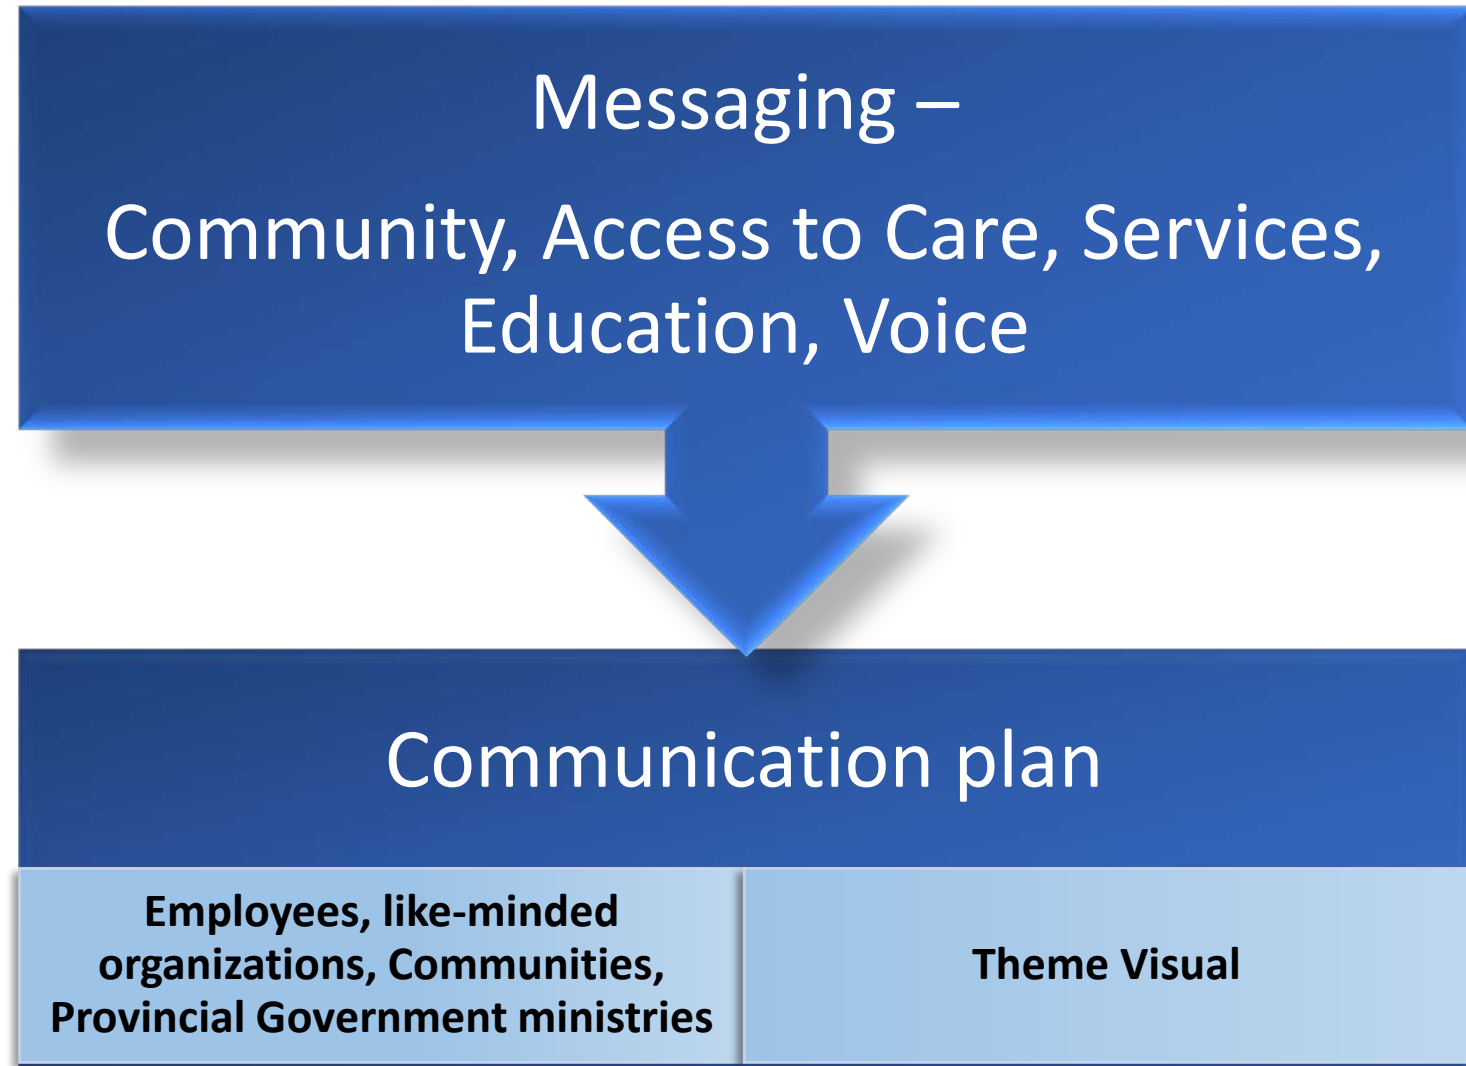 Messaging –
Community, Access to Care, Services,
Education, Voice
Communication plan
Employees, like-minded
organizations, Communities,
Provincial Government ministries
Theme Visual